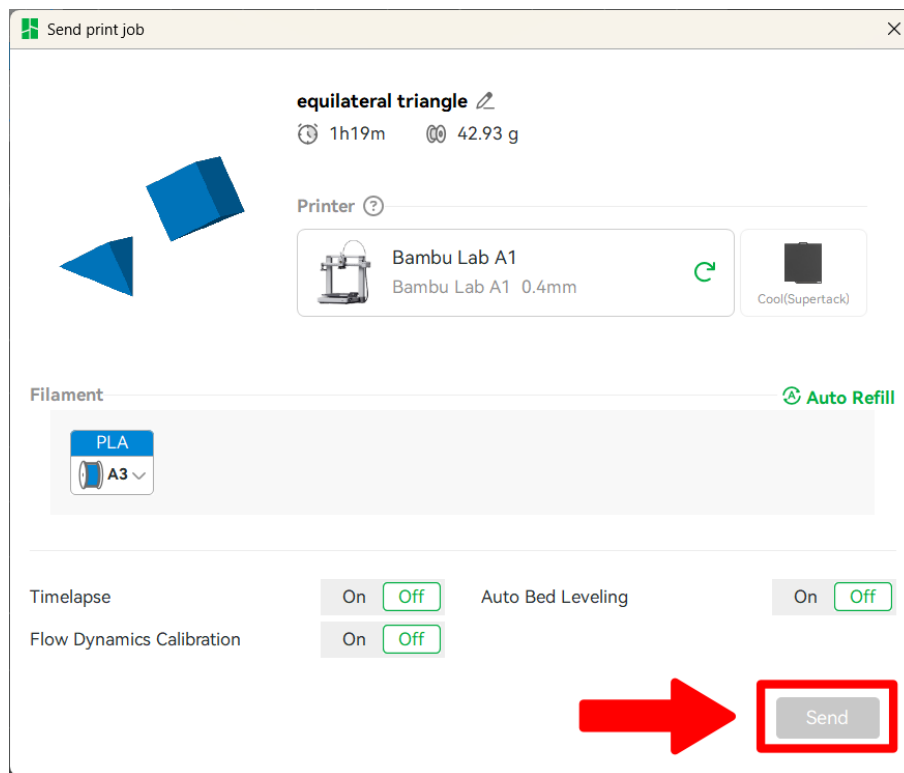 Send print job
equilateral triangle
1h19m 42.93 g
Printer ?
Bambu Lab A1
Bambu Lab A1 0.4mm
Cool(Supertack)
Filament
A Auto Refill
PLA
A3
Timelapse On Off
Auto Bed Leveling On Off
Flow Dynamics Calibration On Off
Send